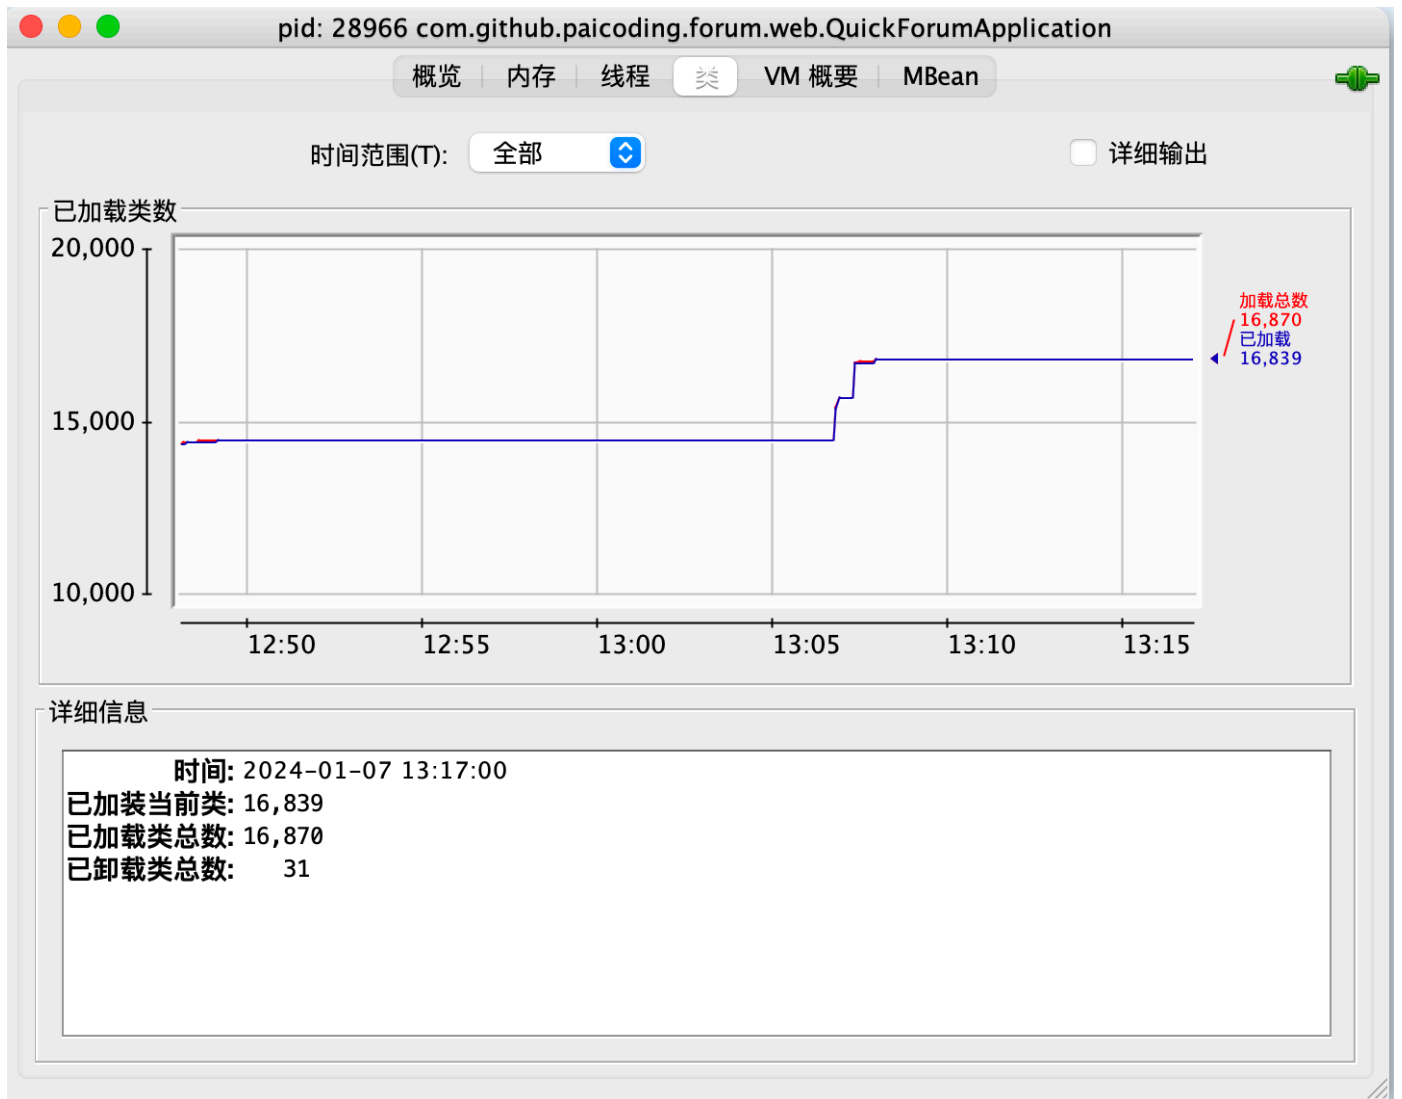 pid: 28966 com.github.paicoding.forum.web.QuickForumApplication
概览 内存 线程 类 VM 概要 MBean
时间范围(T): 全部 详细输出
已加载类数
20,000
15,000
10,000
加载总数
16,870
已加载
16,839
12:50 12:55 13:00 13:05 13:10 13:15
详细信息
时间: 2024-01-07 13:17:00
已加装当前类: 16,839
已加载类总数: 16,870
已卸载类总数: 31